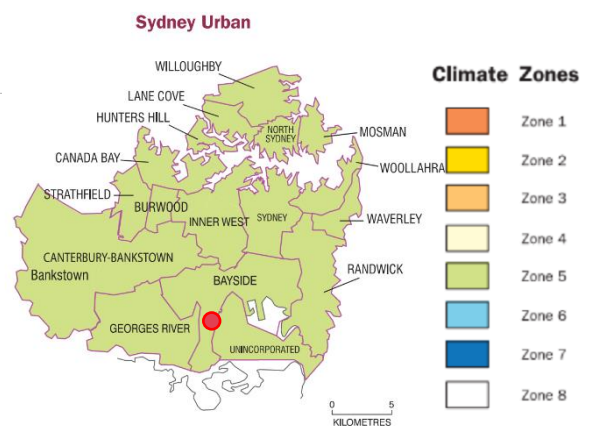 Sydney Urban
WILLOUGHBY
LANE COVE
HUNTERS HILL
NORTH
SYDNEY
MOSMAN
CANADA BAY
WOOLLAHRA
STRATHFIELD
BURWOOD
INNER WEST
SYDNEY
WAVERLEY
CANTERBURY-BANKSTOWN
Bankstown
BAYSIDE
RANDWICK
GEORGES RIVER
UNINCORPORATED
0 5
KILOMETRES
Climate Zones
Zone 1
Zone 2
Zone 3
Zone 4
Zone 5
Zone 6
Zone 7
Zone 8